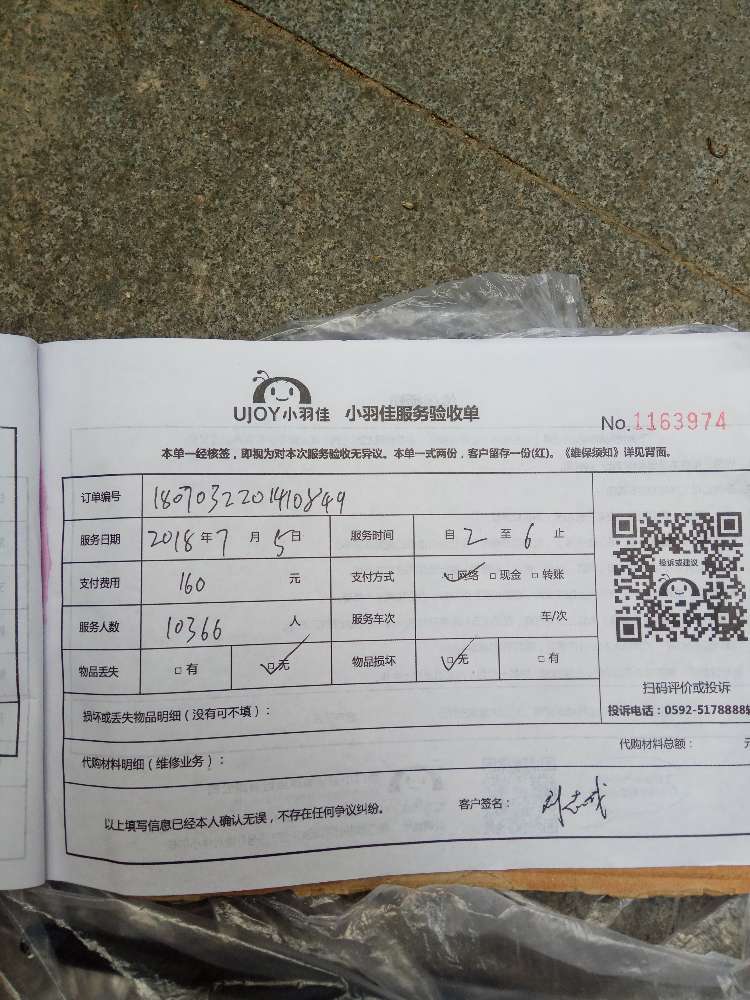 UJOY小羽佳 小羽佳服务验收单
No.1163974
本单一经核签，即视为对本次服务验收无异议。本单一式两份，客户留存一份(红)。《维保须知》详见背面。
订单编号 1807032201410849
服务日期 2018年7月5日 服务时间 自2至6止
支付费用 160 元 支付方式 □网络 □现金 □转账
服务人数 10366 人 服务车次 车/次
物品丢失 □有 □无 物品损坏 □无 □有
投诉或建议
扫码评价或投诉
投诉电话：0592-5178888
损坏或丢失物品明细（没有可不填）：
代购材料明细（维修业务）： 代购材料总额： 元
以上填写信息已经本人确认无误，不存在任何争议纠纷。 客户签名：